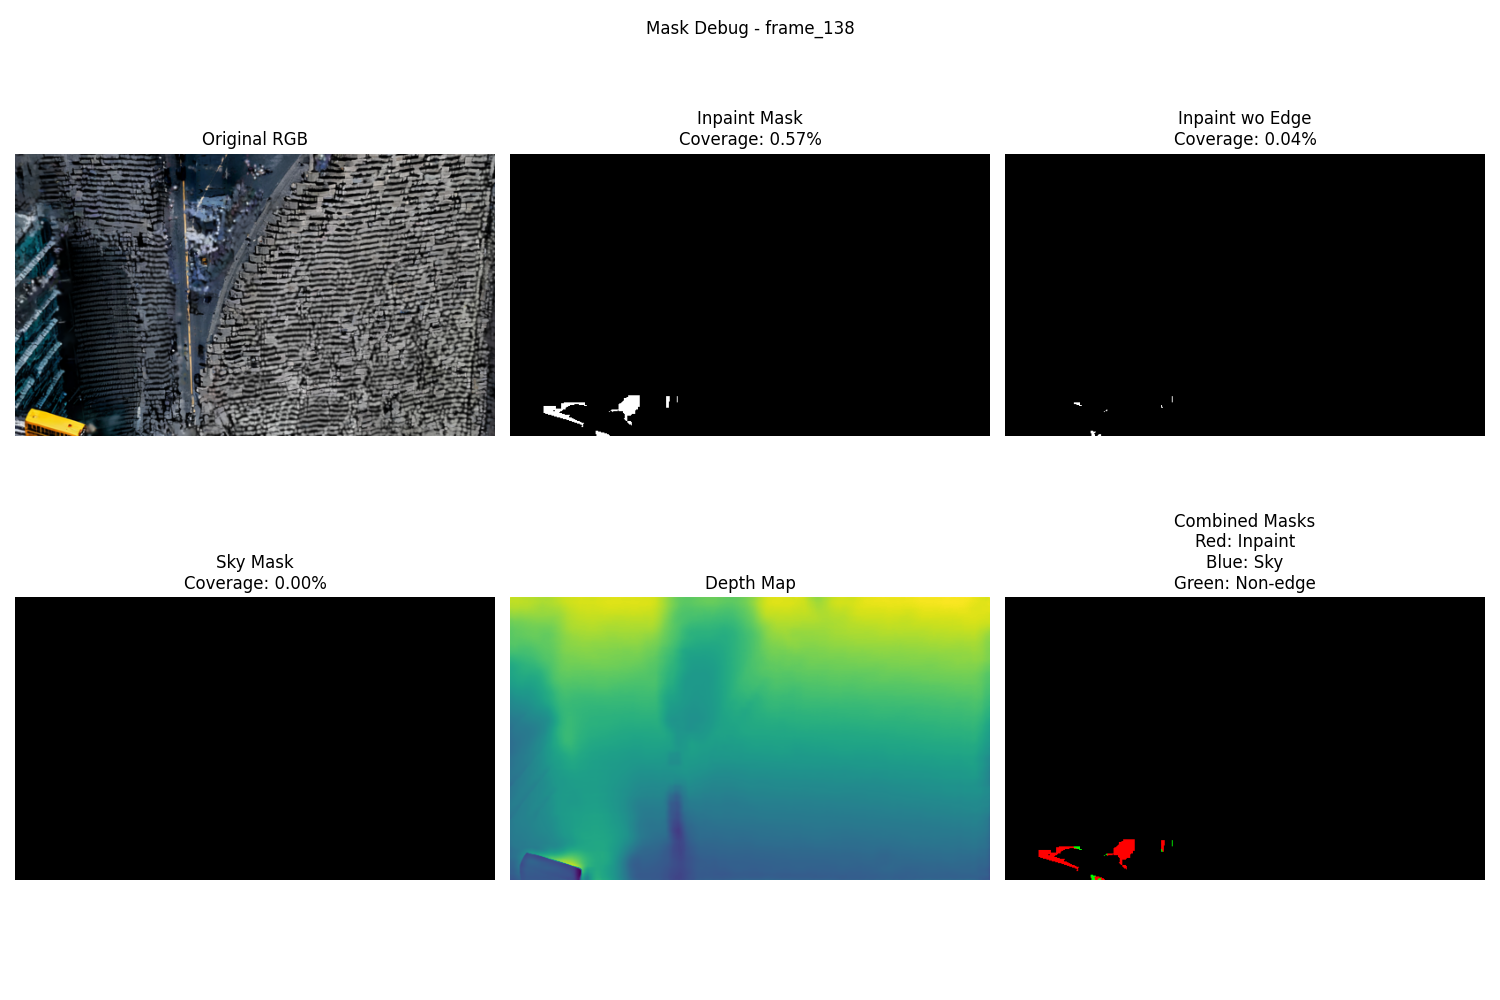 Mask Debug - frame_138
Original RGB
Inpaint Mask
Coverage: 0.57%
Inpaint wo Edge
Coverage: 0.04%
Sky Mask
Coverage: 0.00%
Depth Map
Combined Masks
Red: Inpaint
Blue: Sky
Green: Non-edge